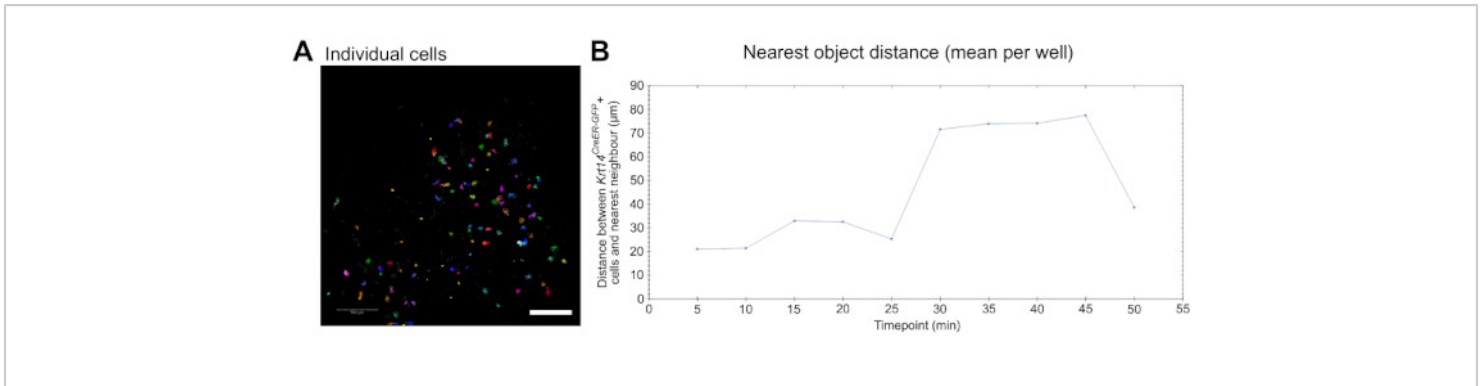 A Individual cells
B Nearest object distance (mean per well)
Distance between Krt14CreER-GFP+
cells and nearest neighbour (µm)
90
80
70
60
50
40
30
20
10
0
0 5 10 15 20 25 30 35 40 45 50 55
Timepoint (min)